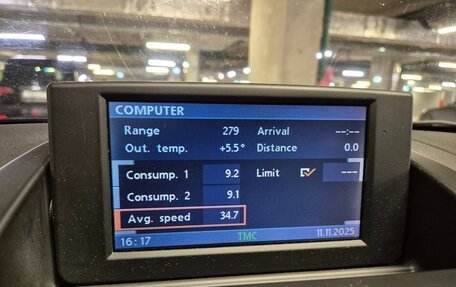 COMPUTER
Range 279 Arrival --:--
Out. temp. +5.5° Distance 0.0
Consump. 1 9.2 Limit ---
Consump. 2 9.1
Avg. speed 34.7
16:17 TMC 11.11.2025